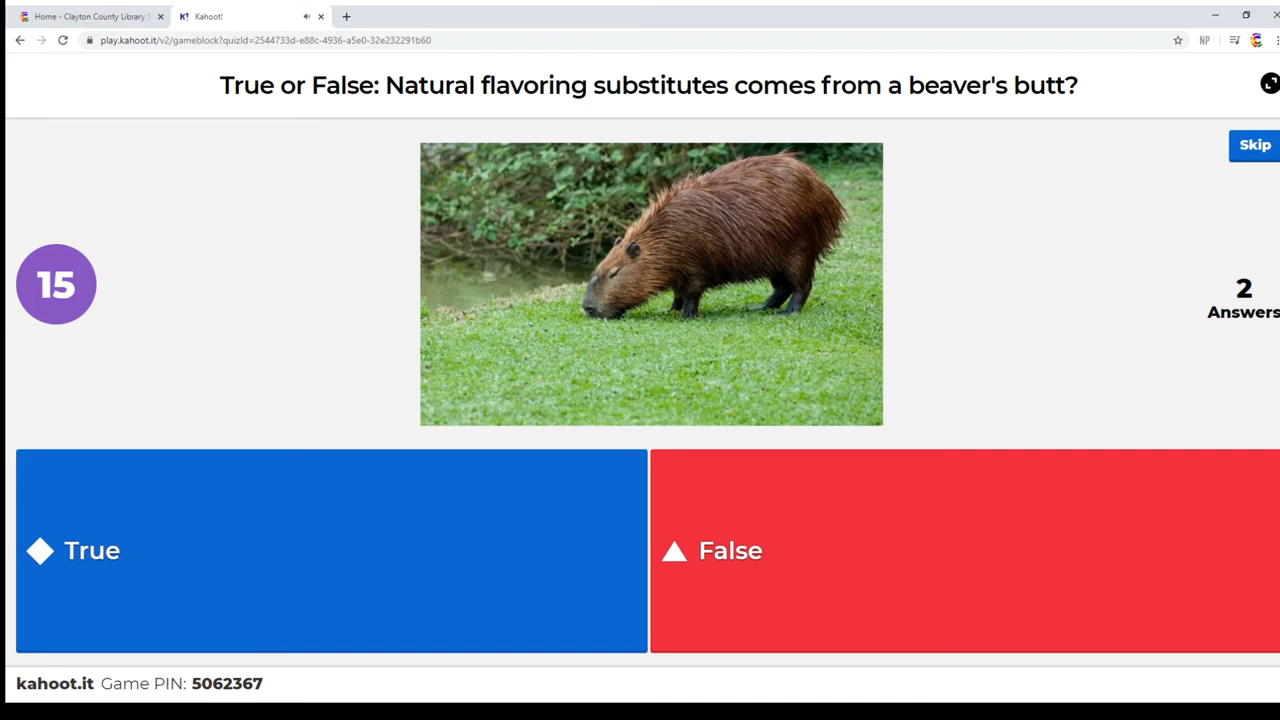 Home - Clayton County Library S
Kahoot!
play.kahoot.it/v2/gameblock?quizId=2544733d-e88c-4936-a5e0-32e232291b60
NP
True or False: Natural flavoring substitutes comes from a beaver's butt?
Skip
15
2
Answers
True
False
kahoot.it Game PIN: 5062367